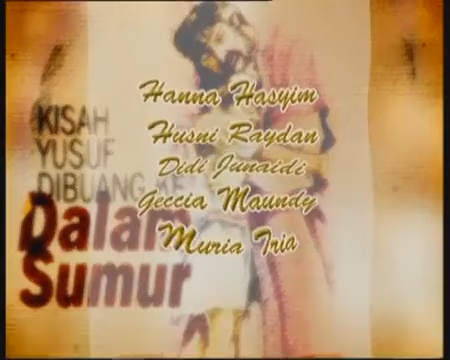 Hanna Hasyim
Husni Raydan
Didi Junaidi
Geccia Maundy
Muria Tria
KISAH
YUSUF
DIBUANG KE
Dalam
Sumur